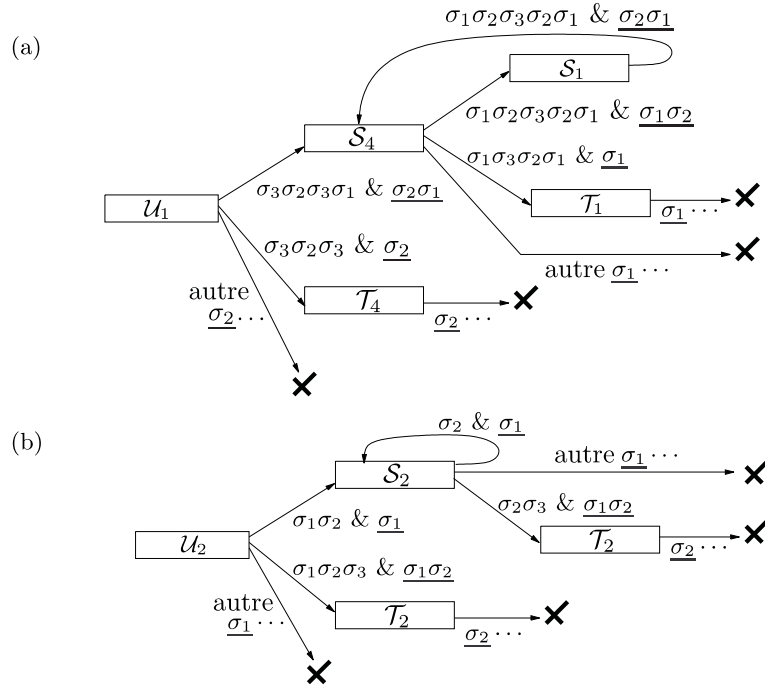 (a)
σ₁σ₂σ₃σ₂σ₁ & σ₂σ₁
𝒮₁
σ₁σ₂σ₃σ₂σ₁ & σ₁σ₂
𝒮₄
σ₁σ₃σ₂σ₁ & σ₁
σ₃σ₂σ₃σ₁ & σ₂σ₁
𝒰₁
𝒯₁
σ₁ ···
σ₃σ₂σ₃ & σ₂
autre σ₁ ···
autre
σ₂ ···
𝒯₄
σ₂ ···
(b)
σ₂ & σ₁
autre σ₁ ···
𝒮₂
σ₂σ₃ & σ₁σ₂
σ₁σ₂ & σ₁
𝒰₂
𝒯₂
σ₂ ···
σ₁σ₂σ₃ & σ₁σ₂
autre
σ₁ ···
𝒯₂
σ₂ ···